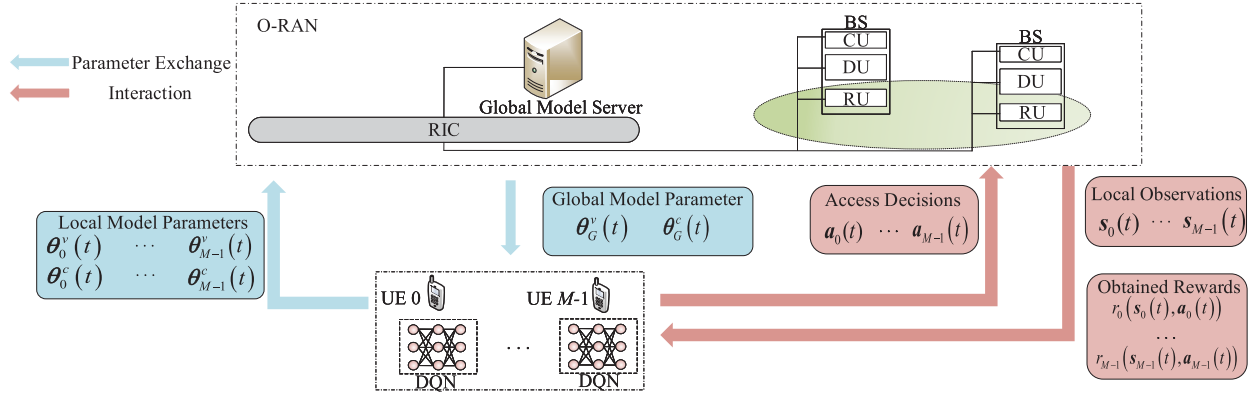 O-RAN
Parameter Exchange
Interaction
Global Model Server
RIC
BS
CU
DU
RU
BS
CU
DU
RU
Local Model Parameters
θ_0^v(t) ··· θ_{M-1}^v(t)
θ_0^c(t) ··· θ_{M-1}^c(t)
Global Model Parameter
θ_G^v(t) θ_G^c(t)
Access Decisions
a_0(t) ··· a_{M-1}(t)
Local Observations
s_0(t) ··· s_{M-1}(t)
Obtained Rewards
r_0(s_0(t),a_0(t))
...
r_{M-1}(s_{M-1}(t),a_{M-1}(t))
UE 0
UE M-1
...
DQN
DQN